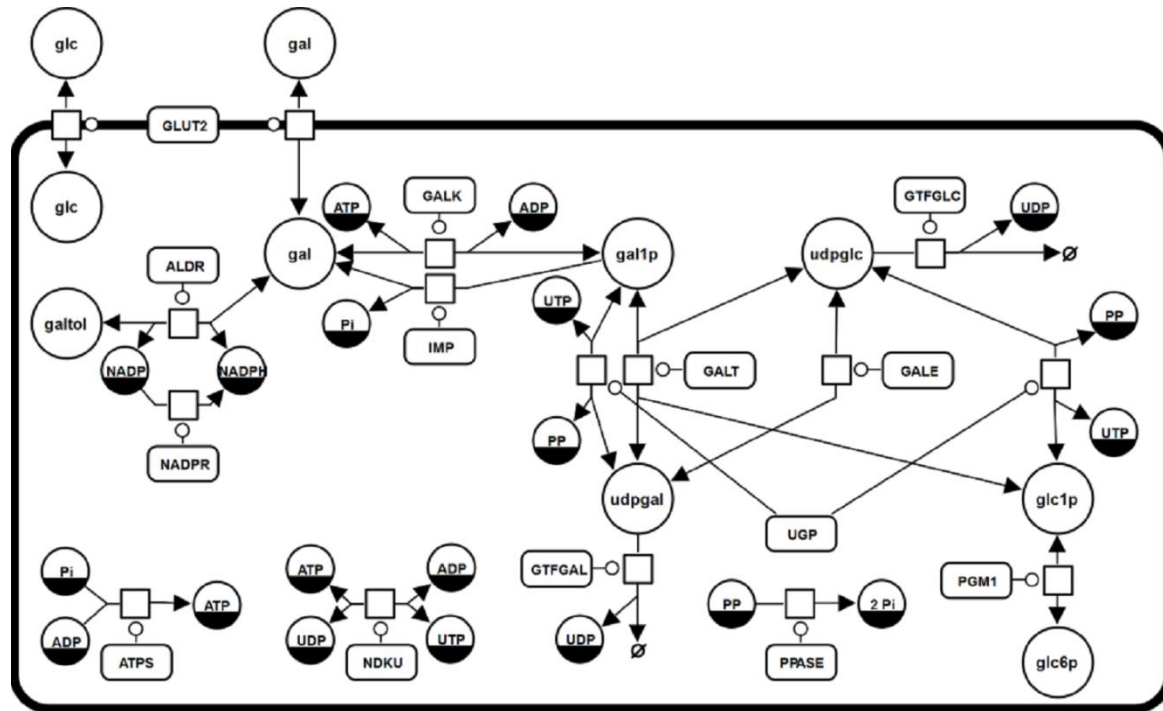 glc
gal
GLUT2
glc
ATP
GALK
ADP
GTFGLC
UDP
gal
gal1p
udpglc
Ø
ALDR
galtol
Pi
IMP
UTP
PP
NADP
NADPH
GALT
GALE
NADPR
PP
UTP
udpgal
glc1p
UGP
Pi
ATP
ADP
GTFGAL
PGM1
ATP
PP
2 Pi
ADP
UDP
UTP
UDP
Ø
ATPS
NDKU
PPASE
glc6p